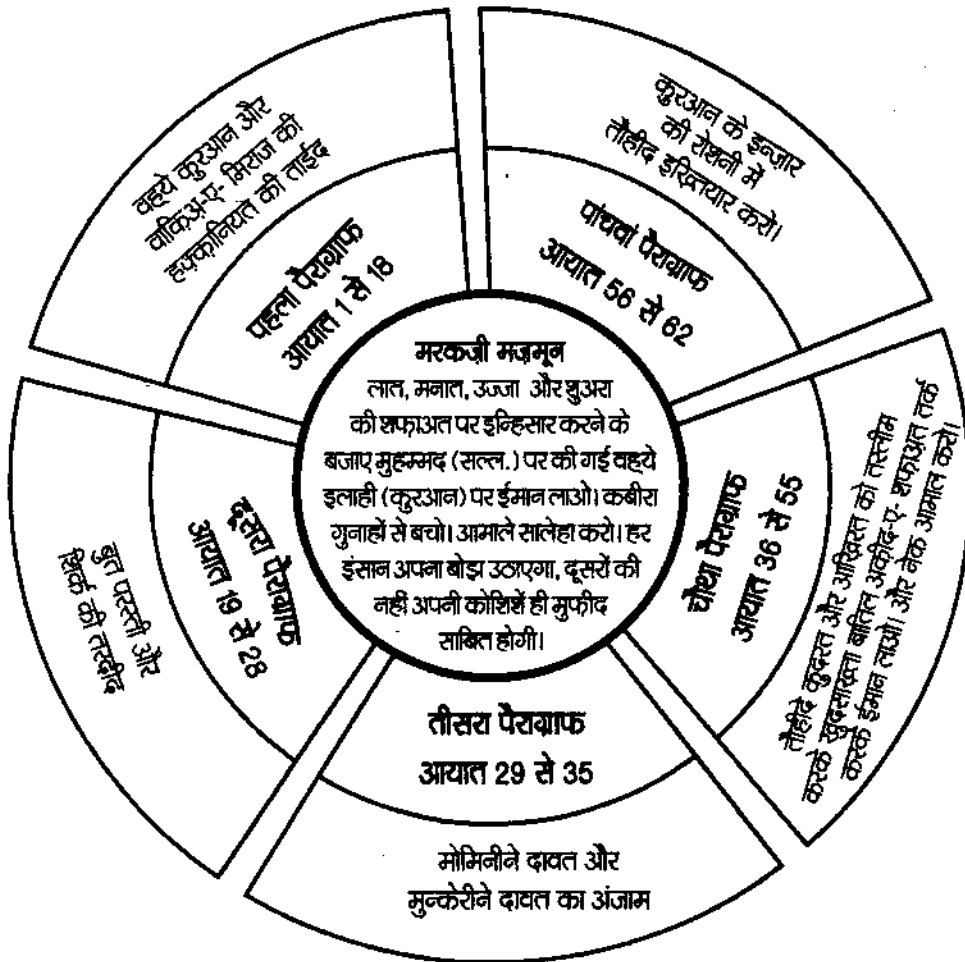 वह्ये कुरआन और
वाकिअ-ए- मिराज की
हक़्क़ानियते की ताईद
पहला पैराग्राफ
आयात 1 से 18
बुत परस्ती और
शिर्क की तरदीद
दूसरा पैराग्राफ
आयात 19 से 28
मोमिनीने दावत और
मुन्केरीने दावत का अंजाम
तीसरा पैराग्राफ
आयात 29 से 35
तौहीदे कुदरत और आख़िरत को तस्लीम
करके खुदसाख़्ता बातिल अक़ीद-ए- शफ़ाअत तर्क
करके ईमान लाओ। और नेक आमाल करो।
चौथा पैराग्राफ
आयात 36 से 55
क़ुरआन के इन्ज़ार
की रोशनी में
तौहीद इख़्तियार करो।
पांचवां पैराग्राफ
आयात 56 से 62
मरकज़ी मज़मून
लात, मनात, उज्जा और शुअरा
की शफ़ाअत पर इन्हिसार करने के
बजाए मुहम्मद (सल्ल.) पर की गई वह्ये
इलाही (कुरआन) पर ईमान लाओ। कबीरा
गुनाहों से बचो। आमाले सालेहा करो। हर
इंसान अपना बोझ उठाएगा, दूसरों की
नहीं अपनी कोशिशें ही मुफ़ीद
साबित होगी।